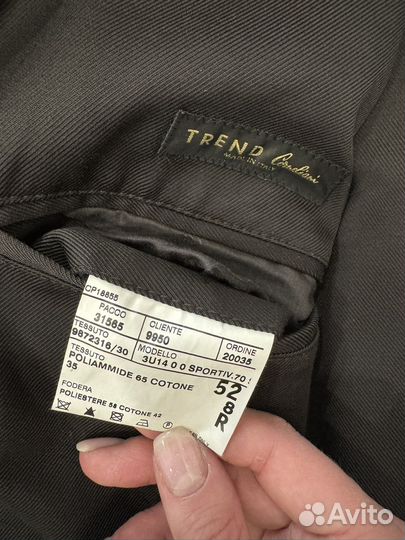 TREND Corneliani
MADE IN ITALY
CP18655
PACCO CLIENTE ORDINE
31565 9950 20035
TESSUTO MODELLO
9872316/30 3U14 0 0 SPORTIV.70
TESSUTO
POLIAMMIDE 65 COTONE
35
FODERA
POLIESTERE 58 COTONE 42
52
8
R
Avito